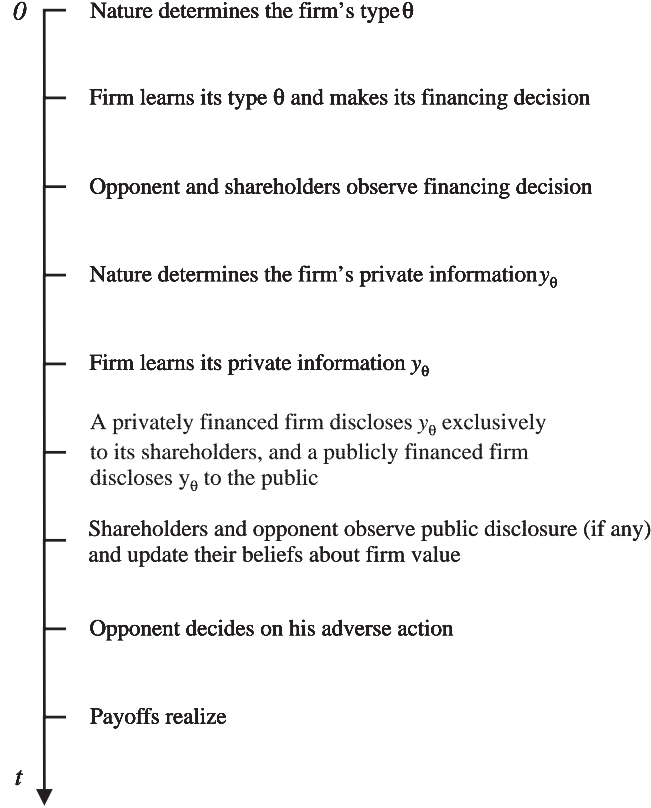 0 Nature determines the firm's type θ
Firm learns its type θ and makes its financing decision
Opponent and shareholders observe financing decision
Nature determines the firm's private information yθ
Firm learns its private information yθ
A privately financed firm discloses yθ exclusively
to its shareholders, and a publicly financed firm
discloses yθ to the public
Shareholders and opponent observe public disclosure (if any)
and update their beliefs about firm value
Opponent decides on his adverse action
Payoffs realize
t